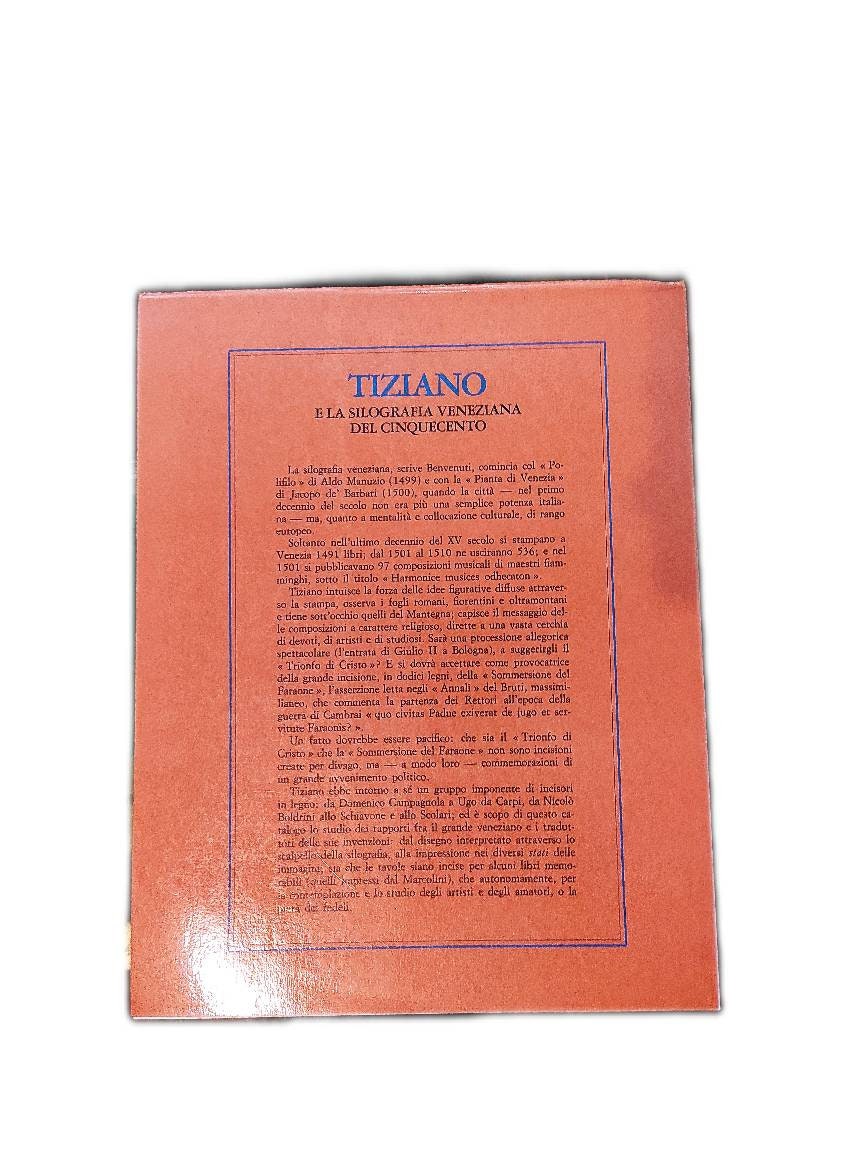 TIZIANO
E LA SILOGRAFIA VENEZIANA
DEL CINQUECENTO
La silografia veneziana, scrive Benvenuti, comincia col « Po-
lifilo » di Aldo Manuzio (1499) e con la « Pianta di Venezia »
di Jacopo de' Barbari (1500), quando la città — nel primo
decennio del secolo non era più una semplice potenza italia-
na — ma, quanto a mentalità e collocazione culturale, di rango
europeo.
Soltanto nell'ultimo decennio del XV secolo si stampano a
Venezia 1491 libri; dal 1501 al 1510 ne usciranno 536; e nel
1501 si pubblicavano 97 composizioni musicali di maestri fiam-
minghi, sotto il titolo « Harmonice musices odhecaton ».
Tiziano intuisce la forza delle idee figurative diffuse attraver-
so la stampa, osserva i fogli romani, fiorentini e oltramontani
e tiene sott'occhio quelli del Mantegna; capisce il messaggio del-
le composizioni a carattere religioso, dirette a una vasta cerchia
di devoti, di artisti e di studiosi. Sarà una processione allegorica
spettacolare (l'entrata di Giulio II a Bologna), a suggerirgli il
« Trionfo di Cristo »? E si dovrà accettare come provocatrice
della grande incisione, in dodici legni, della « Sommersione del
Faraone », l'asserzione letta negli « Annali » del Bruti, massimi-
lianeo, che commenta la partenza dei Rettori all'epoca della
guerra di Cambrai « quo civitas Padue exiverat de jugo et ser-
vitute Faraonis? ».
Un fatto dovrebbe essere pacifico: che sia il « Trionfo di
Cristo » che la « Sommersione del Faraone » non sono incisioni
create per divago, ma — a modo loro — commemorazioni di
un grande avvenimento politico.
Tiziano ebbe intorno a sé un gruppo imponente di incisori
in legno: da Domenico Campagnola a Ugo da Carpi, da Nicolò
Boldrini allo Schiavone e allo Scolari; ed è scopo di questo ca-
talogo lo studio dei rapporti fra il grande veneziano e i tradut-
tori delle sue invenzioni: dal disegno interpretato attraverso lo
scalpello della silografia, alla impressione nei diversi stati delle
immagini, sia che le tavole siano incise per alcuni libri memo-
rabili (quelli impressi dal Marcolini), che autonomamente, per
la contemplazione e lo studio degli artisti e degli amatori, o la
pietà dei fedeli.